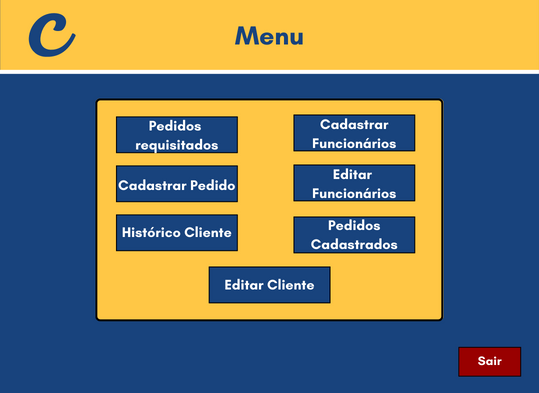 C
Menu
Pedidos
requisitados
Cadastrar Pedido
Histórico Cliente
Cadastrar
Funcionários
Editar
Funcionários
Pedidos
Cadastrados
Editar Cliente
Sair